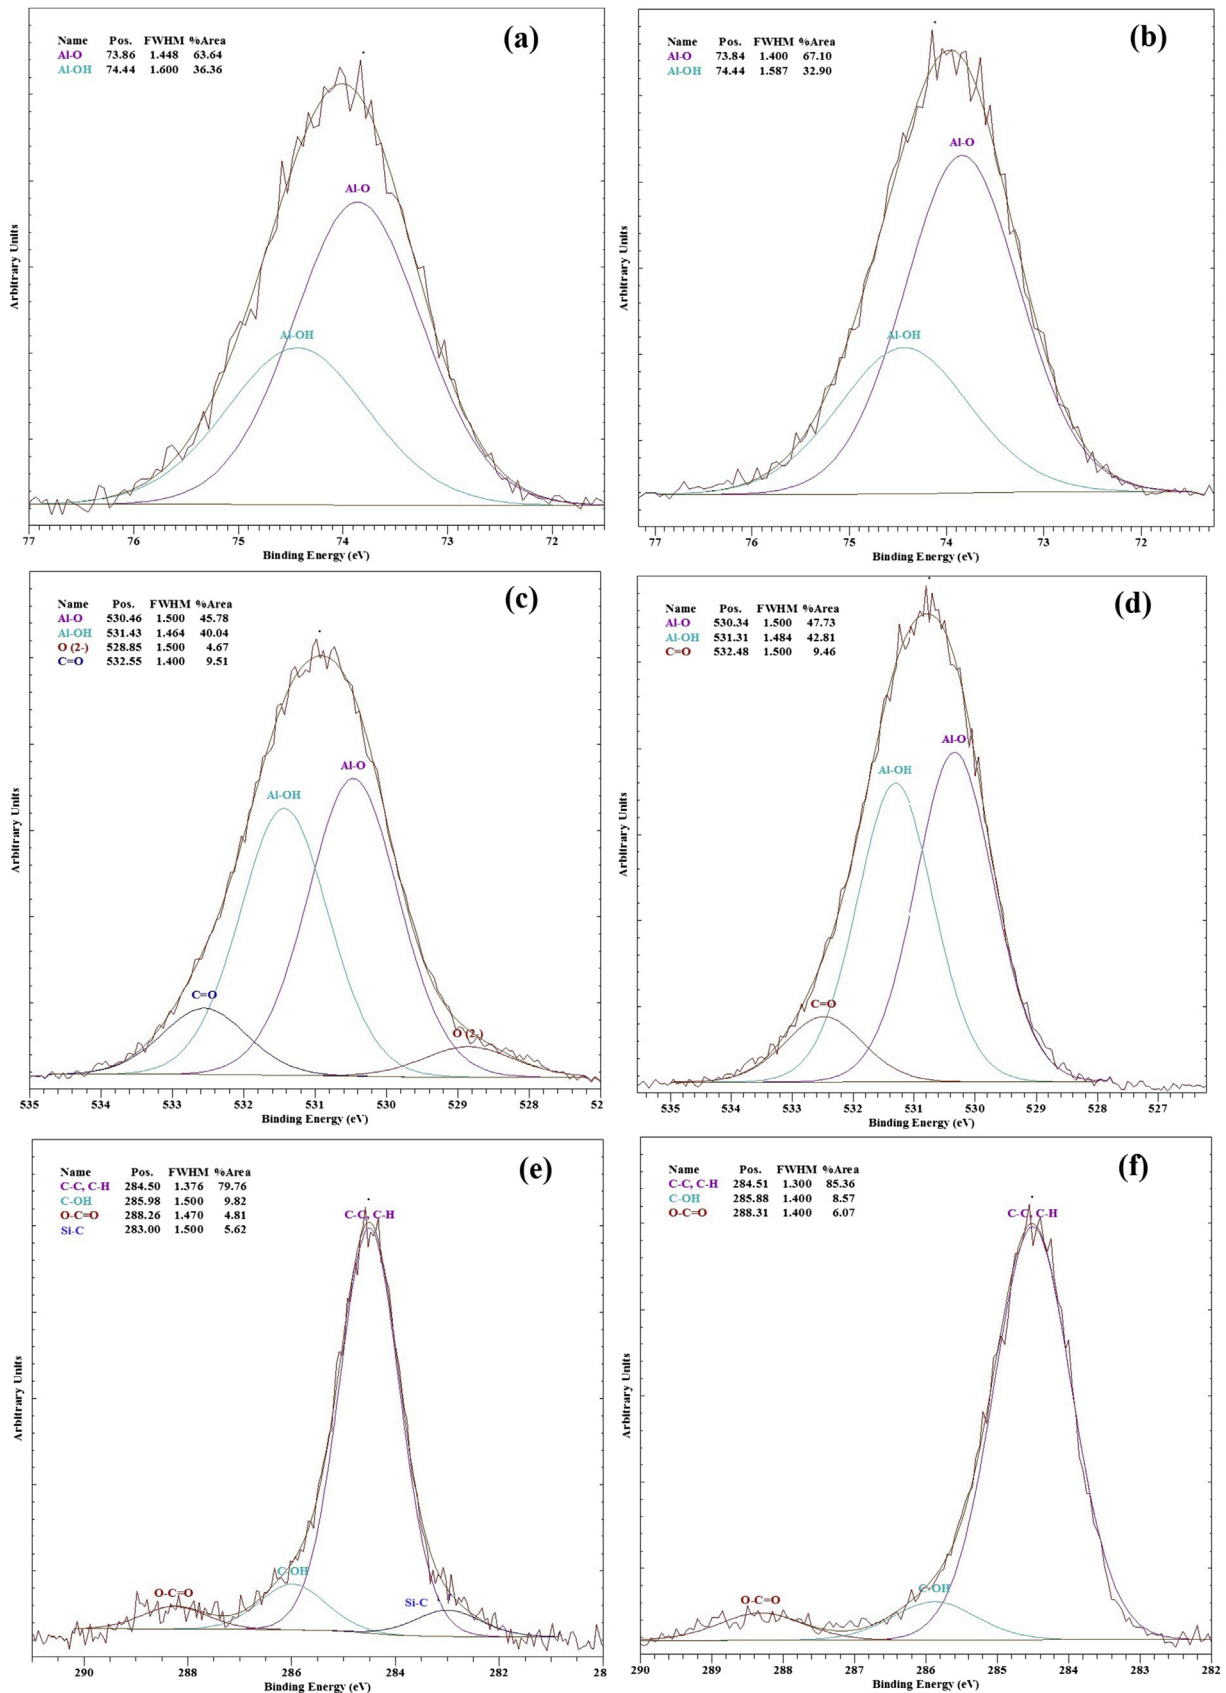 (a)
Name Pos. FWHM %Area
Al-O 73.86 1.448 63.64
Al-OH 74.44 1.600 36.36
Al-O
Al-OH
Arbitrary Units
77 76 75 74 73 72
Binding Energy (eV)
(b)
Name Pos. FWHM %Area
Al-O 73.84 1.400 67.10
Al-OH 74.44 1.587 32.90
Al-O
Al-OH
Arbitrary Units
77 76 75 74 73 72
Binding Energy (eV)
(c)
Name Pos. FWHM %Area
Al-O 530.46 1.500 45.78
Al-OH 531.43 1.464 40.04
O (2-) 528.85 1.500 4.67
C=O 532.55 1.400 9.51
Al-O
Al-OH
C=O
O (2-)
Arbitrary Units
535 534 533 532 531 530 529 528 52
Binding Energy (eV)
(d)
Name Pos. FWHM %Area
Al-O 530.34 1.500 47.73
Al-OH 531.31 1.484 42.81
C=O 532.48 1.500 9.46
Al-O
Al-OH
C=O
Arbitrary Units
535 534 533 532 531 530 529 528 527
Binding Energy (eV)
(e)
Name Pos. FWHM %Area
C-C, C-H 284.50 1.376 79.76
C-OH 285.98 1.500 9.82
O-C=O 288.26 1.470 4.81
Si-C 283.00 1.500 5.62
C-C, C-H
C-OH
O-C=O
Si-C
Arbitrary Units
290 288 286 284 28
Binding Energy (eV)
(f)
Name Pos. FWHM %Area
C-C, C-H 284.51 1.300 85.36
C-OH 285.88 1.400 8.57
O-C=O 288.31 1.400 6.07
C-C, C-H
C-OH
O-C=O
Arbitrary Units
290 289 288 287 286 285 284 283 282
Binding Energy (eV)